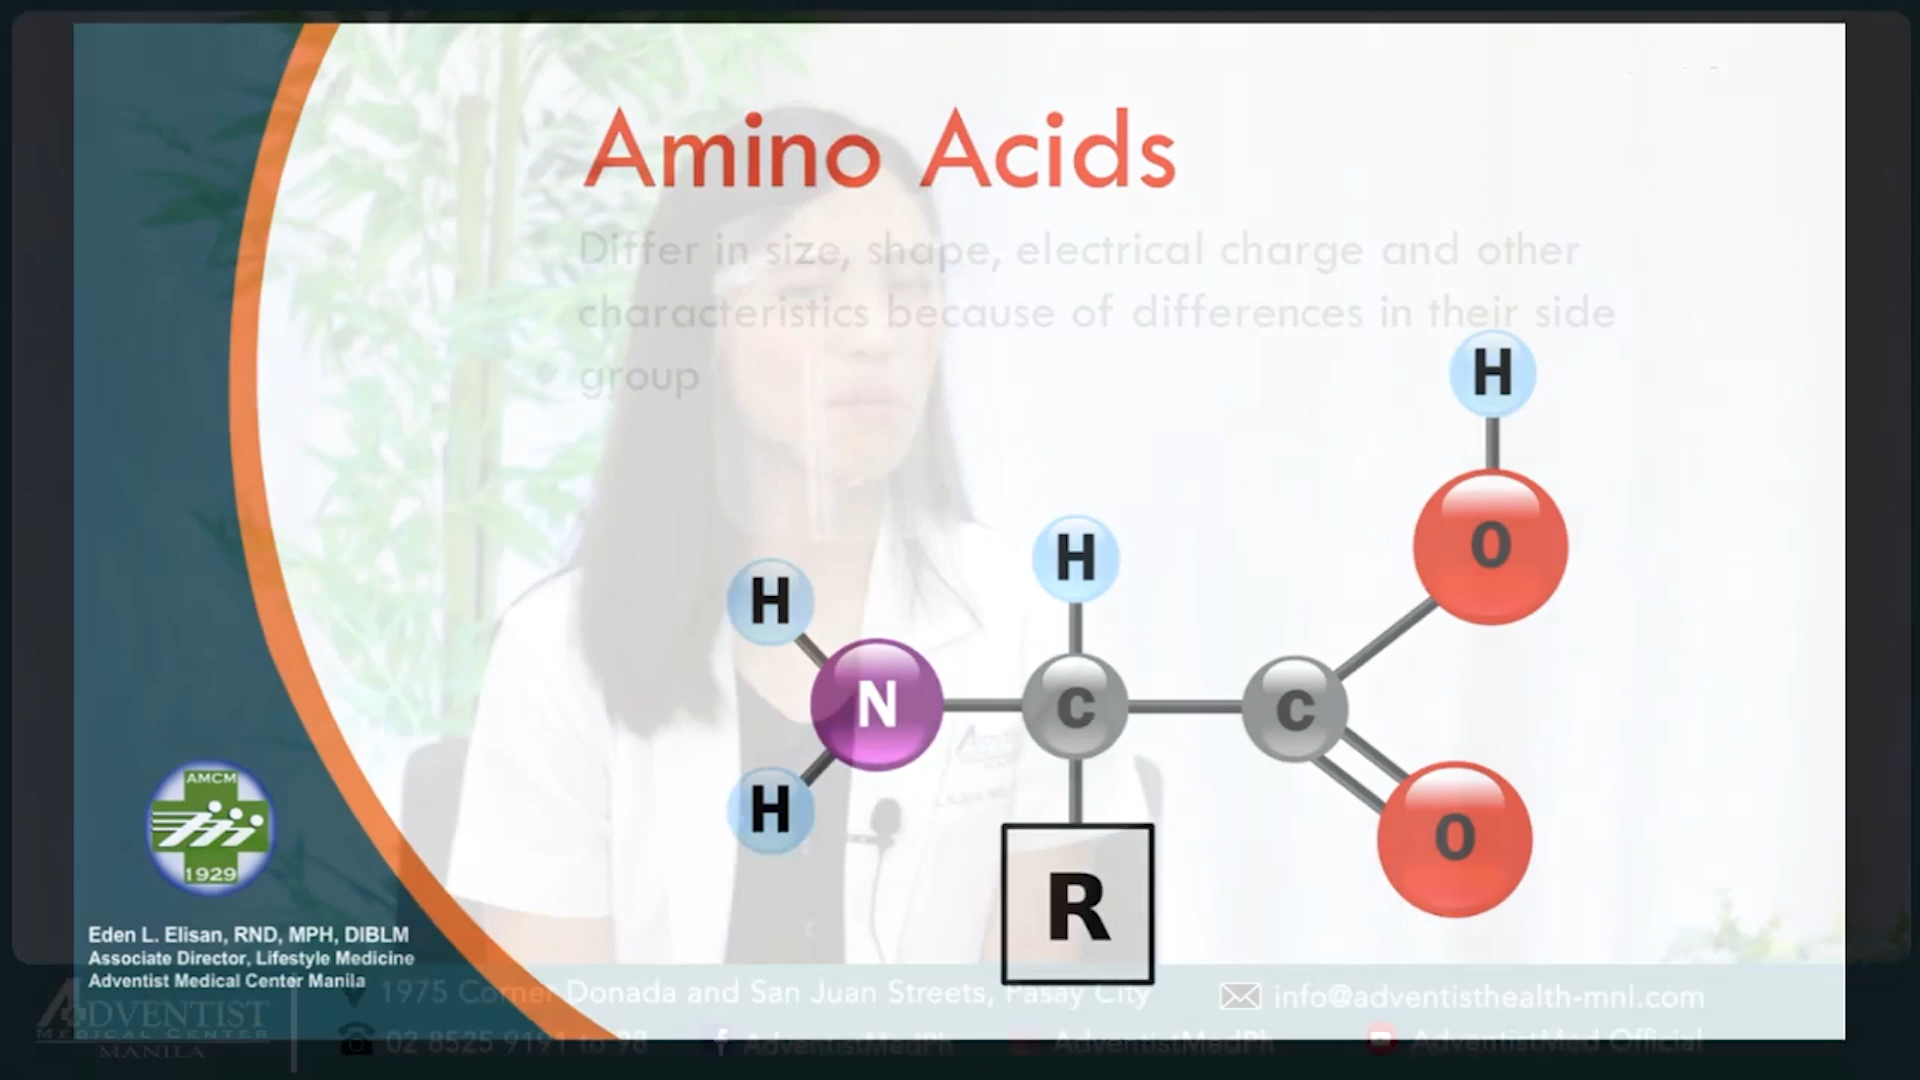 Amino Acids
Differ in size, shape, electrical charge and other
characteristics because of differences in their side
group
H
O
H
H
N
C
C
H
O
R
AMCM
1929
Eden L. Elisan, RND, MPH, DIBLM
Associate Director, Lifestyle Medicine
Adventist Medical Center Manila
1975 Corner Donada and San Juan Streets, Pasay City
info@adventisthealth-mnl.com
ADVENTIST
MEDICAL CENTER
MANILA
02 8525 9191 to 98
AdventistMedPh
AdventistMedPh
AdventistMed Official